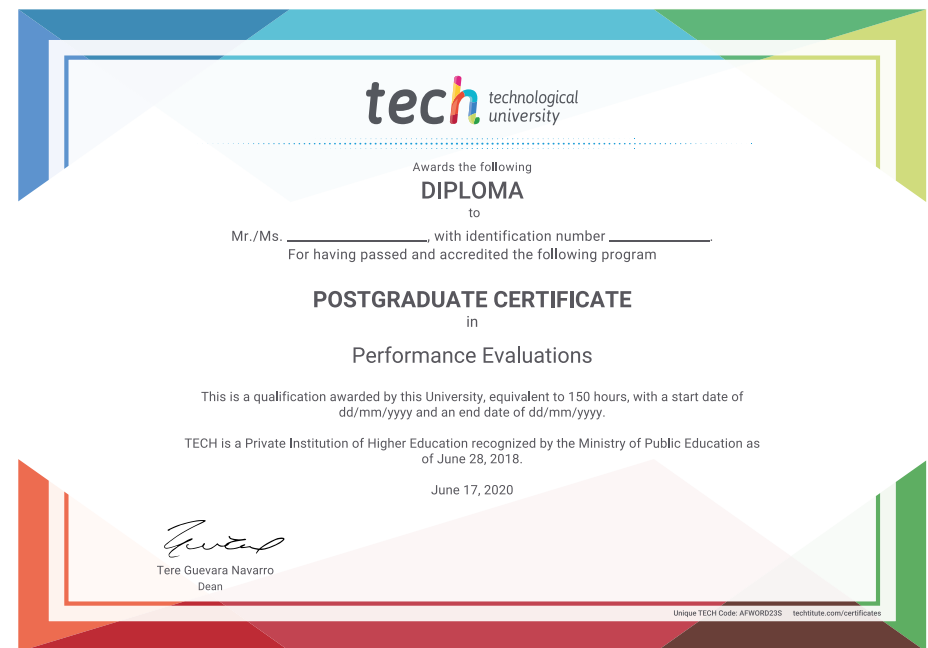 tech technological
university
Awards the following
DIPLOMA
to
Mr./Ms. ____________, with identification number ____________.
For having passed and accredited the following program
POSTGRADUATE CERTIFICATE
in
Performance Evaluations
This is a qualification awarded by this University, equivalent to 150 hours, with a start date of
dd/mm/yyyy and an end date of dd/mm/yyyy.
TECH is a Private Institution of Higher Education recognized by the Ministry of Public Education as
of June 28, 2018.
June 17, 2020
Tere Guevara Navarro
Dean
Unique TECH Code: AFWORD23S techtitute.com/certificates